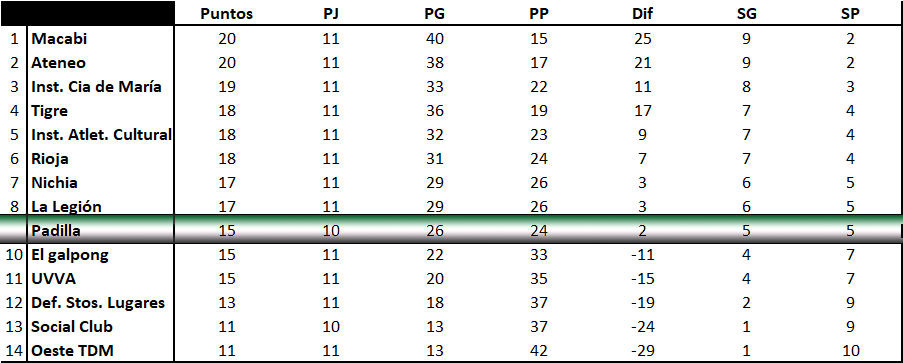 Puntos PJ PG PP Dif SG SP
1 Macabi 20 11 40 15 25 9 2
2 Ateneo 20 11 38 17 21 9 2
3 Inst. Cia de María 19 11 33 22 11 8 3
4 Tigre 18 11 36 19 17 7 4
5 Inst. Atlet. Cultural 18 11 32 23 9 7 4
6 Rioja 18 11 31 24 7 7 4
7 Nichia 17 11 29 26 3 6 5
8 La Legión 17 11 29 26 3 6 5
Padilla 15 10 26 24 2 5 5
10 El galpong 15 11 22 33 -11 4 7
11 UVVA 15 11 20 35 -15 4 7
12 Def. Stos. Lugares 13 11 18 37 -19 2 9
13 Social Club 11 10 13 37 -24 1 9
14 Oeste TDM 11 11 13 42 -29 1 10